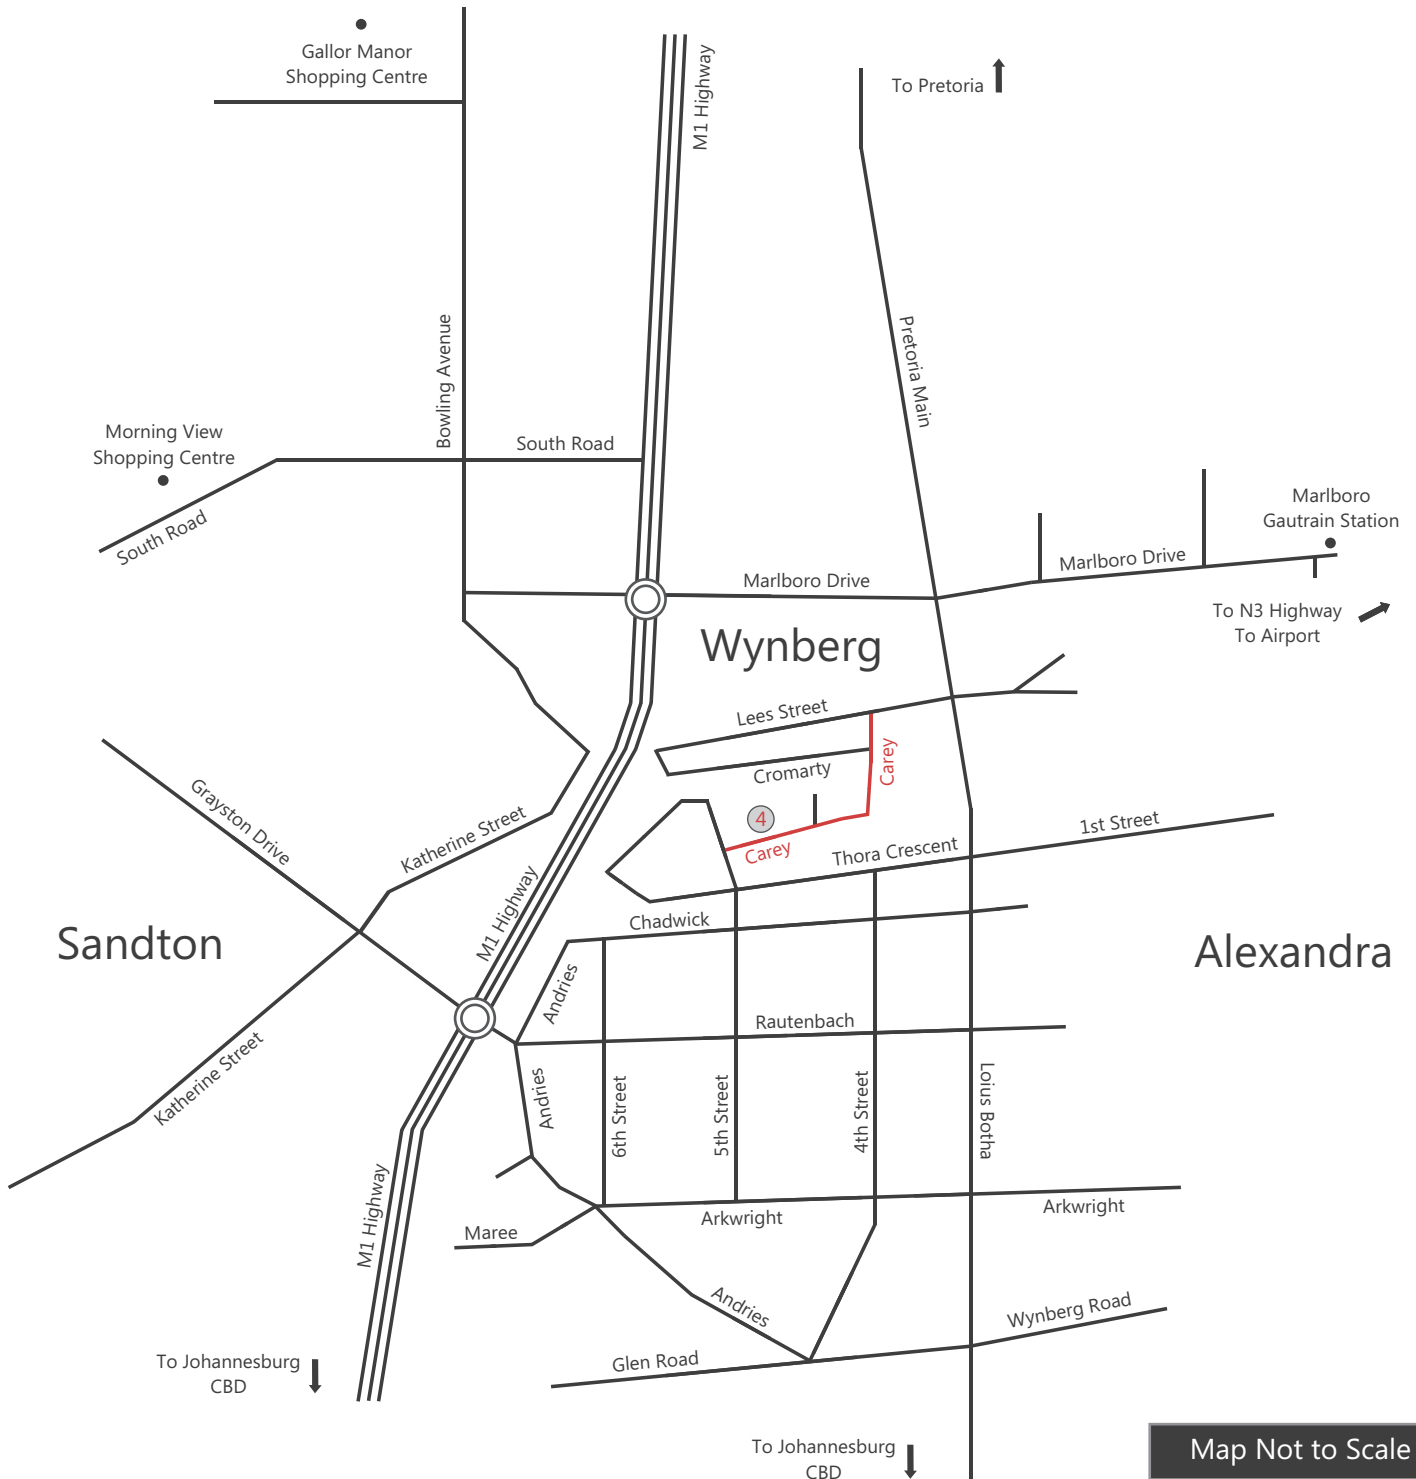 Gallor Manor
Shopping Centre
M1 Highway
To Pretoria
Bowling Avenue
Pretoria Main
Morning View
Shopping Centre
South Road
South Road
Marlboro
Gautrain Station
Marlboro Drive
Marlboro Drive
To N3 Highway
To Airport
Wynberg
Lees Street
Cromarty
Carey
Grayston Drive
Katherine Street
4
Carey
Thora Crescent
1st Street
Sandton
M1 Highway
Chadwick
Alexandra
Andries
Rautenbach
Katherine Street
Andries
6th Street
5th Street
4th Street
Loius Botha
M1 Highway
Maree
Arkwright
Arkwright
Andries
Wynberg Road
Glen Road
To Johannesburg
CBD
To Johannesburg
CBD
Map Not to Scale